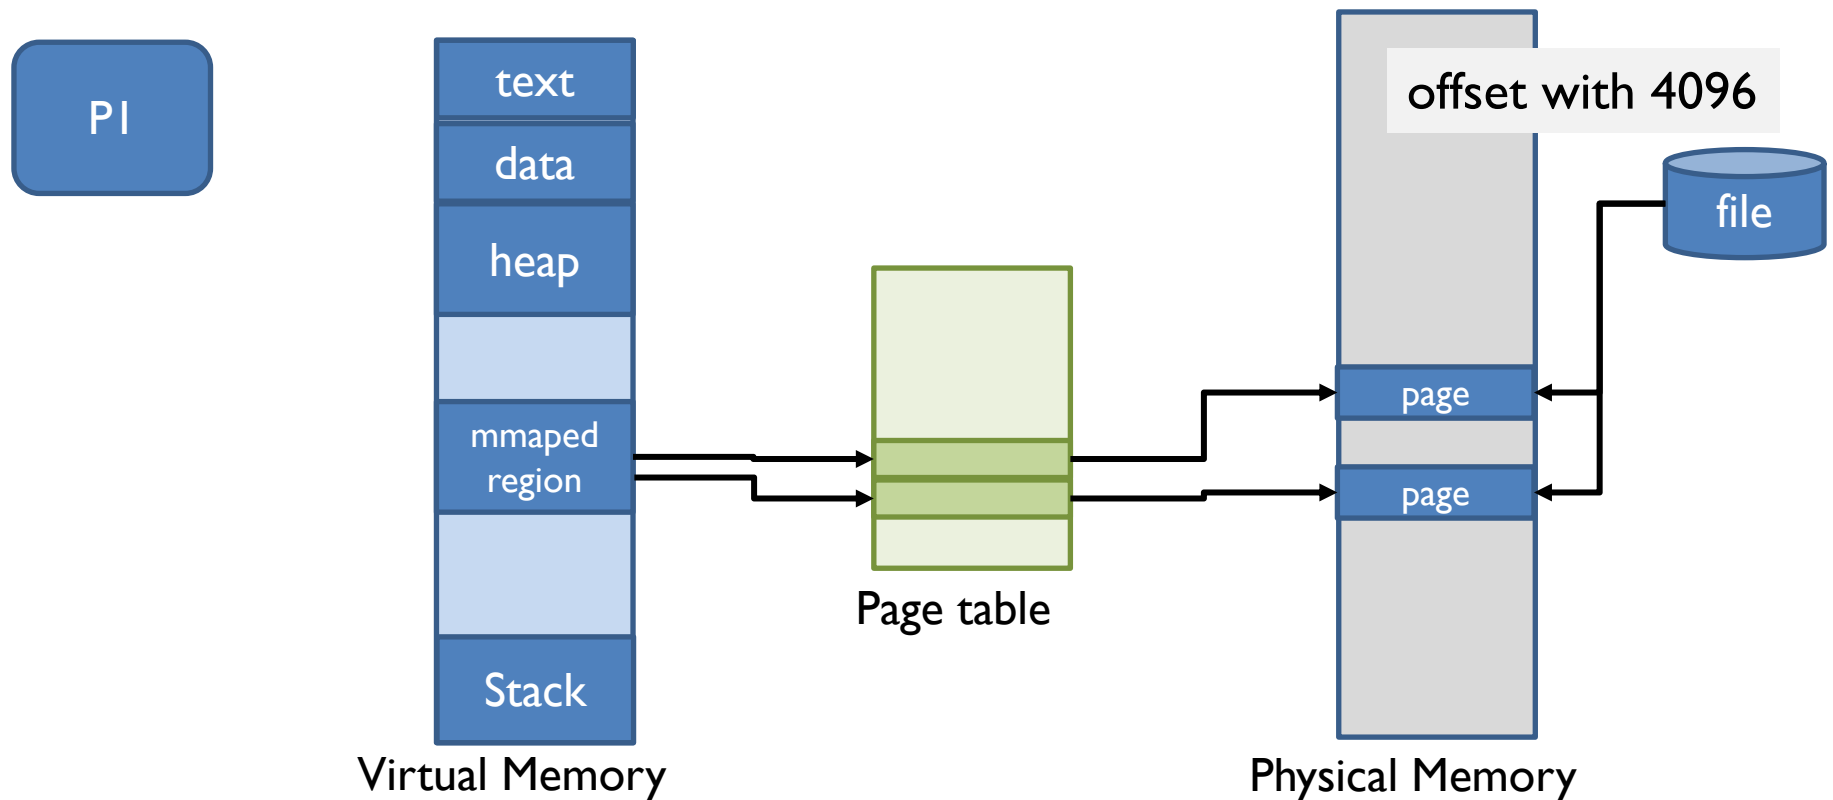 P1
text
data
heap
mmaped
region
Stack
Virtual Memory
Page table
offset with 4096
file
page
page
Physical Memory